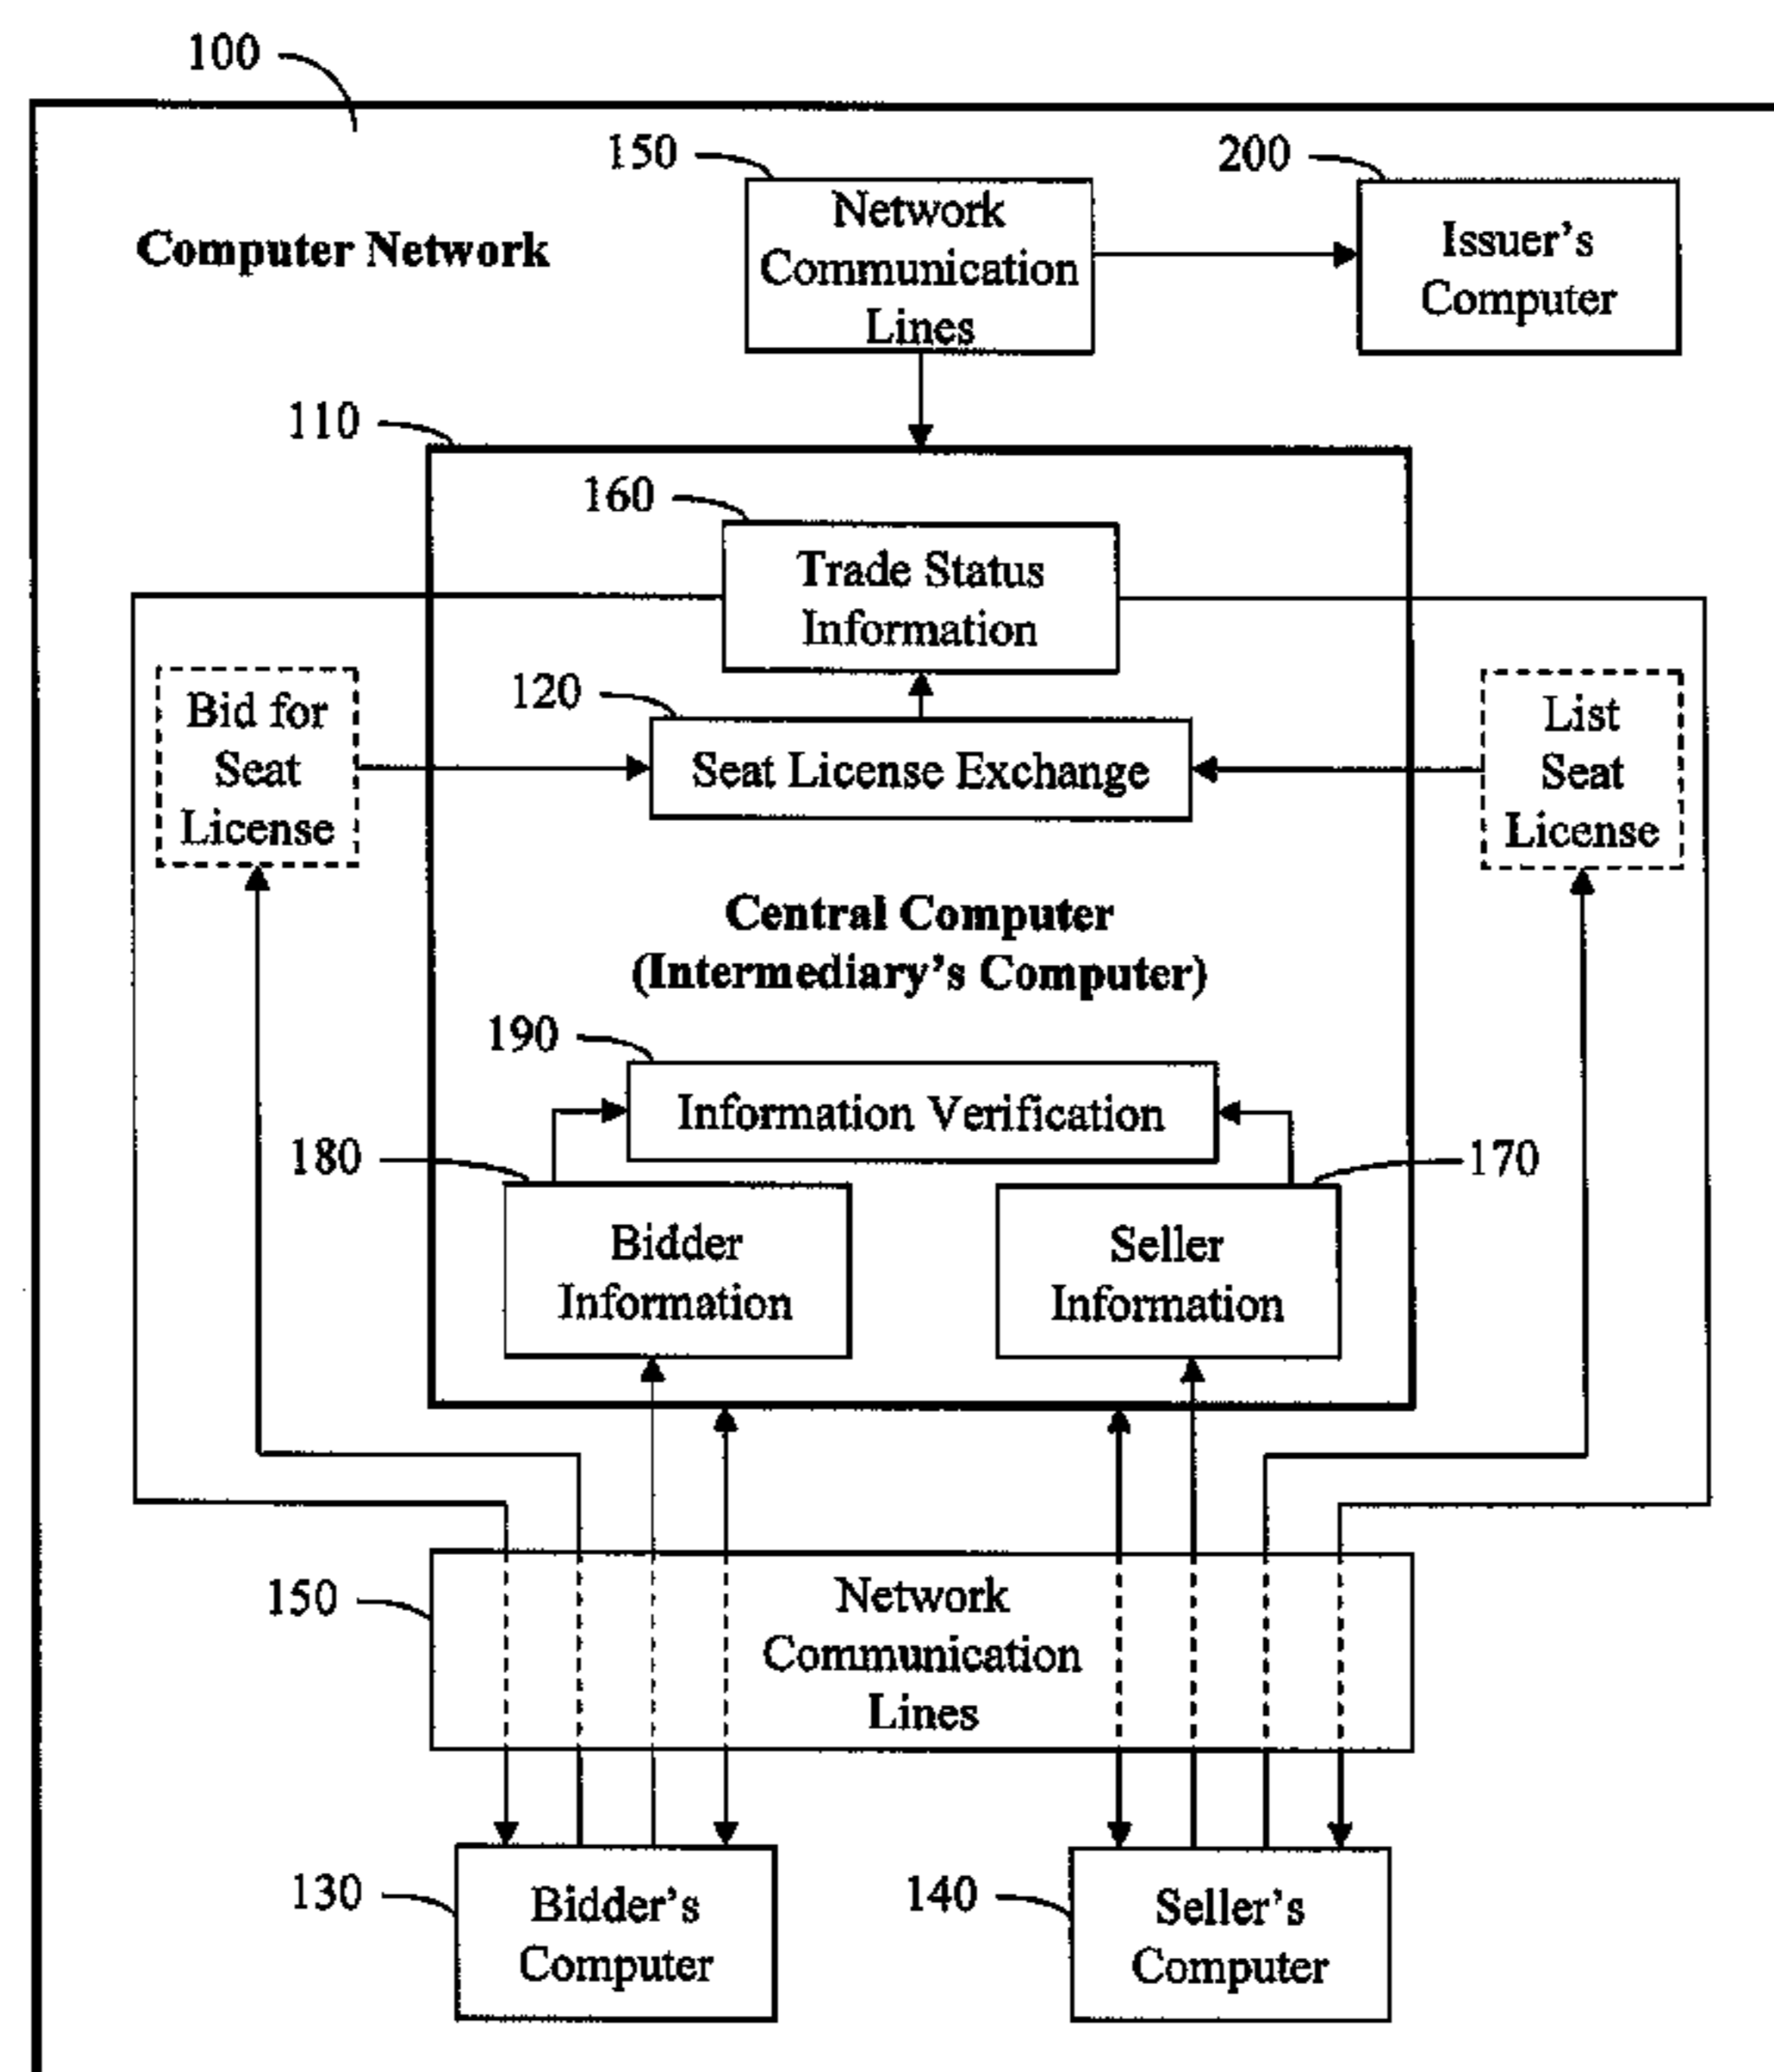 100
150
200
Computer Network
Network
Communication
Lines
Issuer's
Computer
110
160
Trade Status
Information
Bid for
Seat
License
120
Seat License Exchange
List
Seat
License
Central Computer
(Intermediary's Computer)
190
Information Verification
180
170
Bidder
Information
Seller
Information
150
Network
Communication
Lines
130
Bidder's
Computer
140
Seller's
Computer